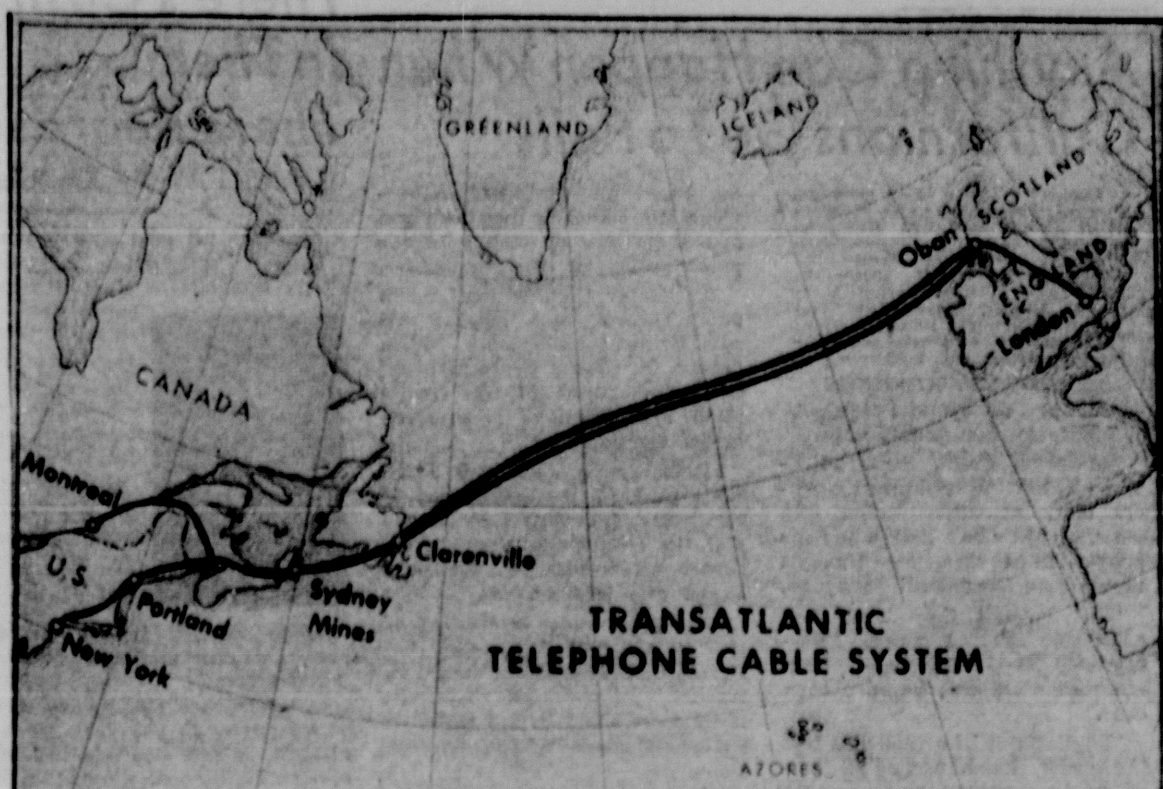 GREENLAND
ICELAND
SCOTLAND
Oban
ENGLAND
London
CANADA
Montreal
Clarenville
U.S.
Sydney
Mines
Portland
New York
TRANSATLANTIC
TELEPHONE CABLE SYSTEM
AZORES